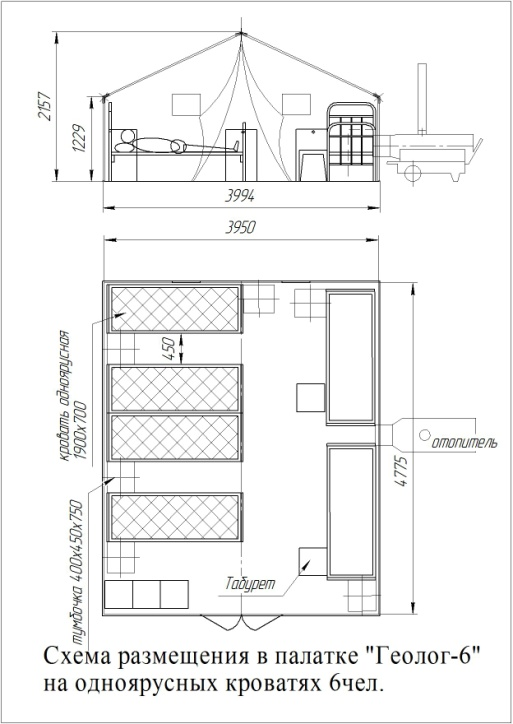 2157
1229
3994
3950
450
кровать одноярусная
1900х700
отопитель
4775
тумбочка 400х450х750
Табурет
Схема размещения в палатке "Геолог-6"
на одноярусных кроватях 6чел.